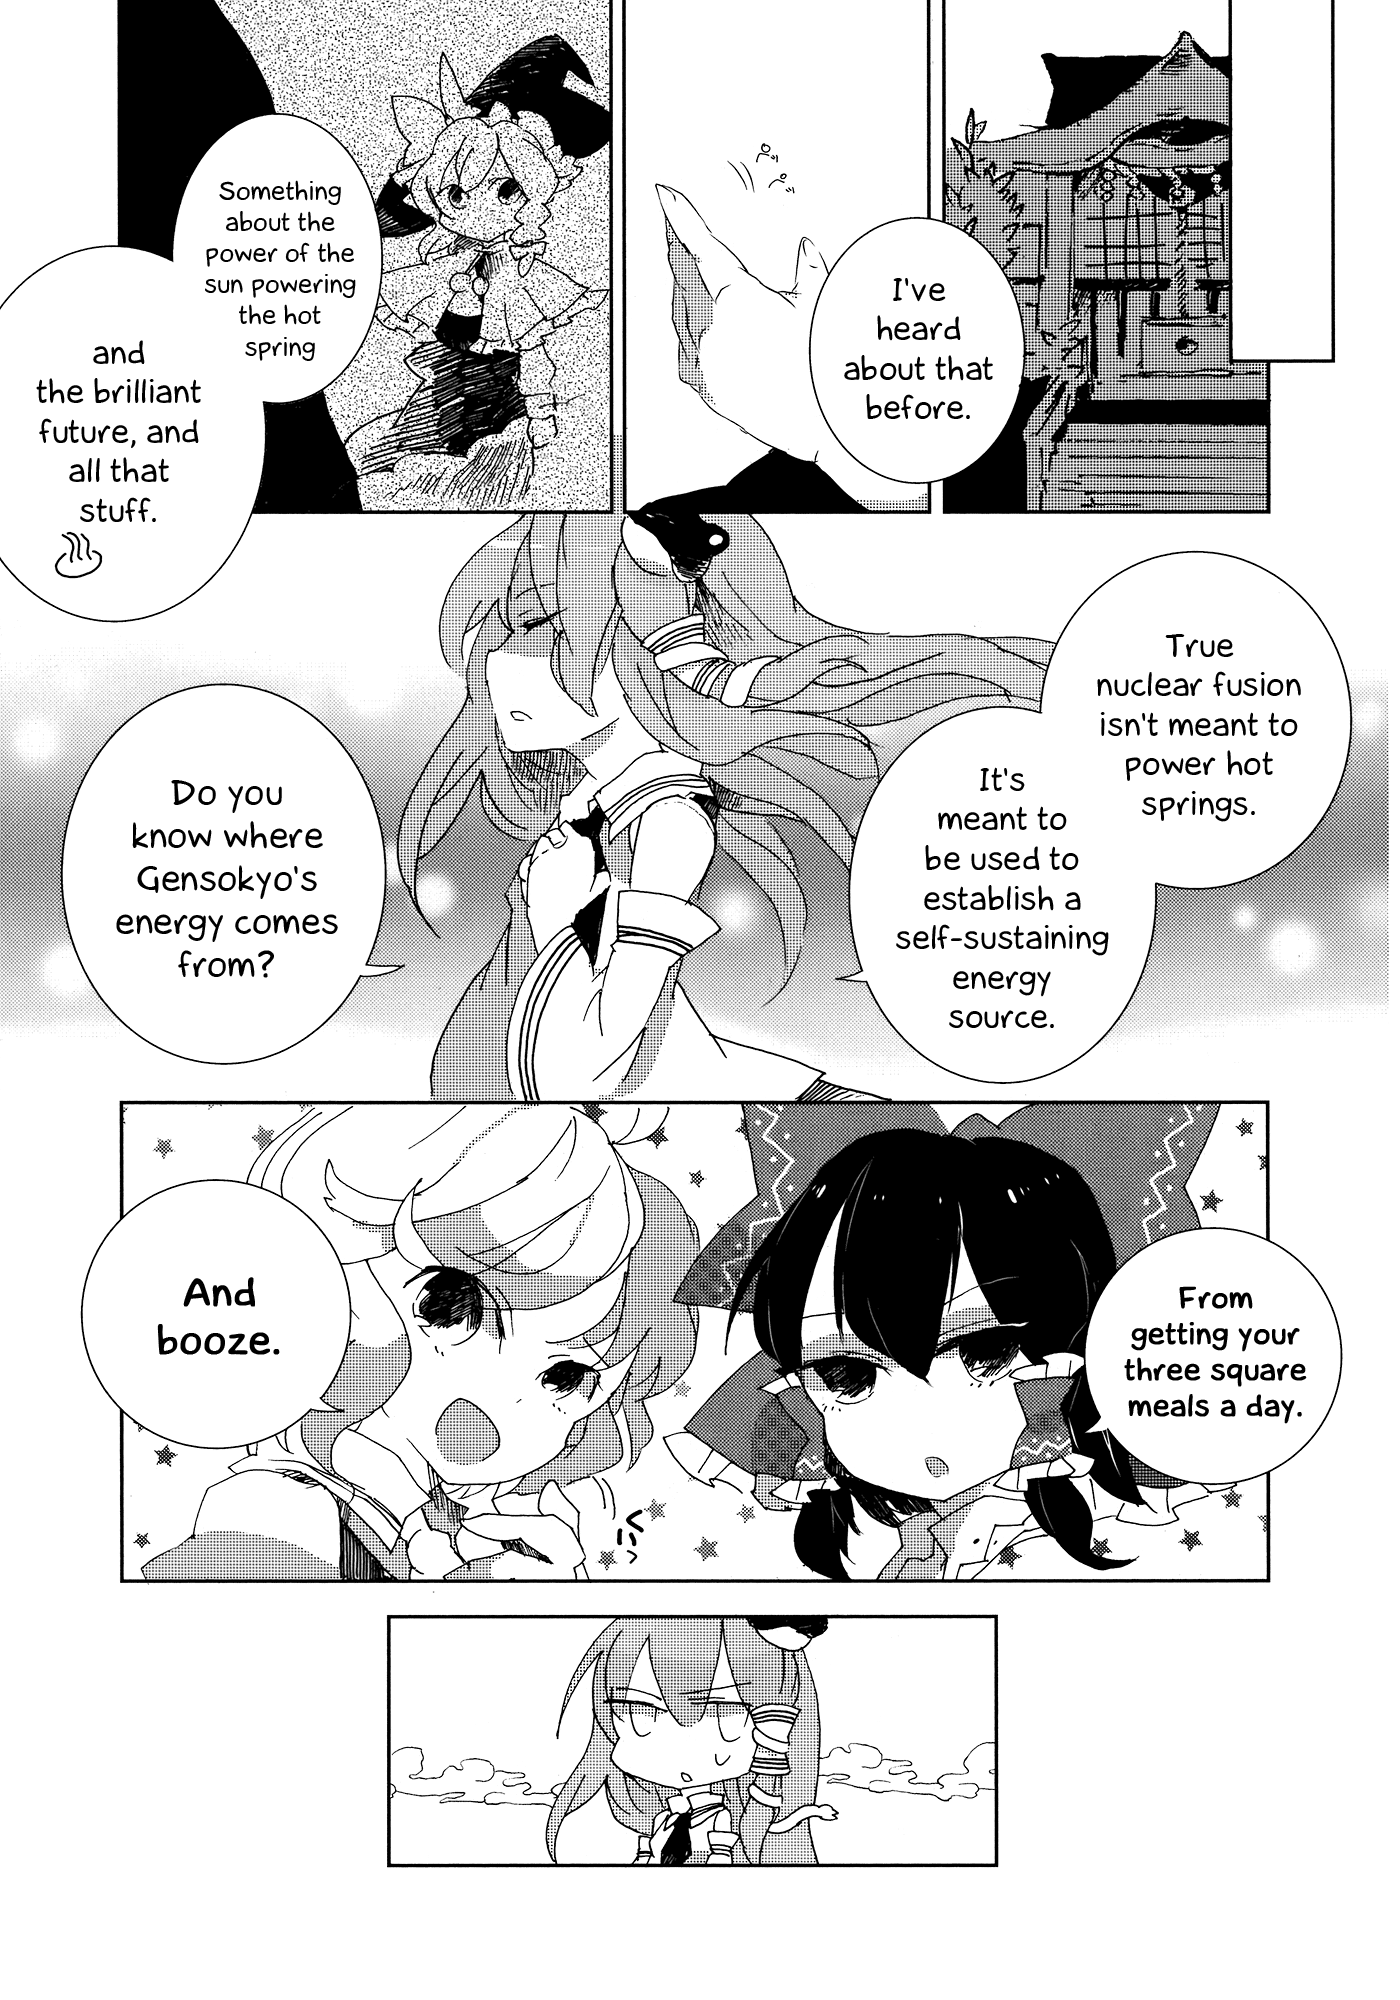 I've
heard
about that
before.
Something
about the
power of the
sun powering
the hot
spring
and
the brilliant
future, and
all that
stuff.
True
nuclear fusion
isn't meant to
power hot
springs.
It's
meant to
be used to
establish a
self-sustaining
energy
source.
Do you
know where
Gensokyo's
energy comes
from?
From
getting your
three square
meals a day.
And
booze.